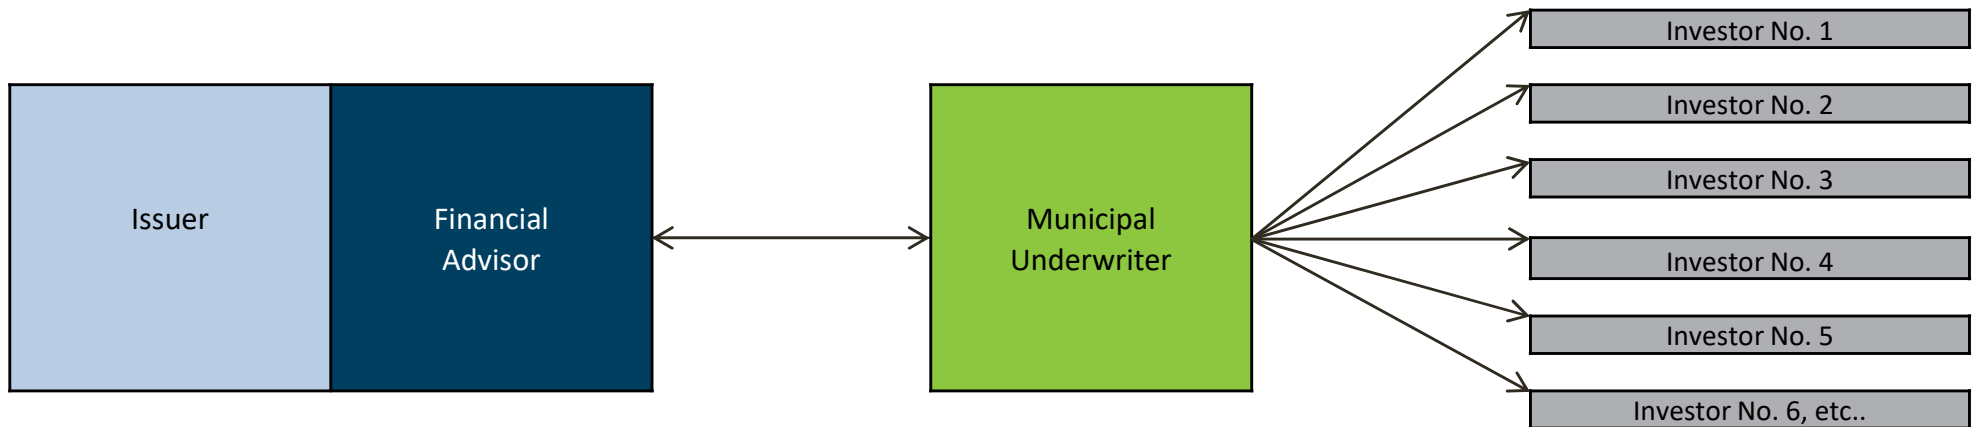 Issuer
Financial
Advisor
Municipal
Underwriter
Investor No. 1
Investor No. 2
Investor No. 3
Investor No. 4
Investor No. 5
Investor No. 6, etc..